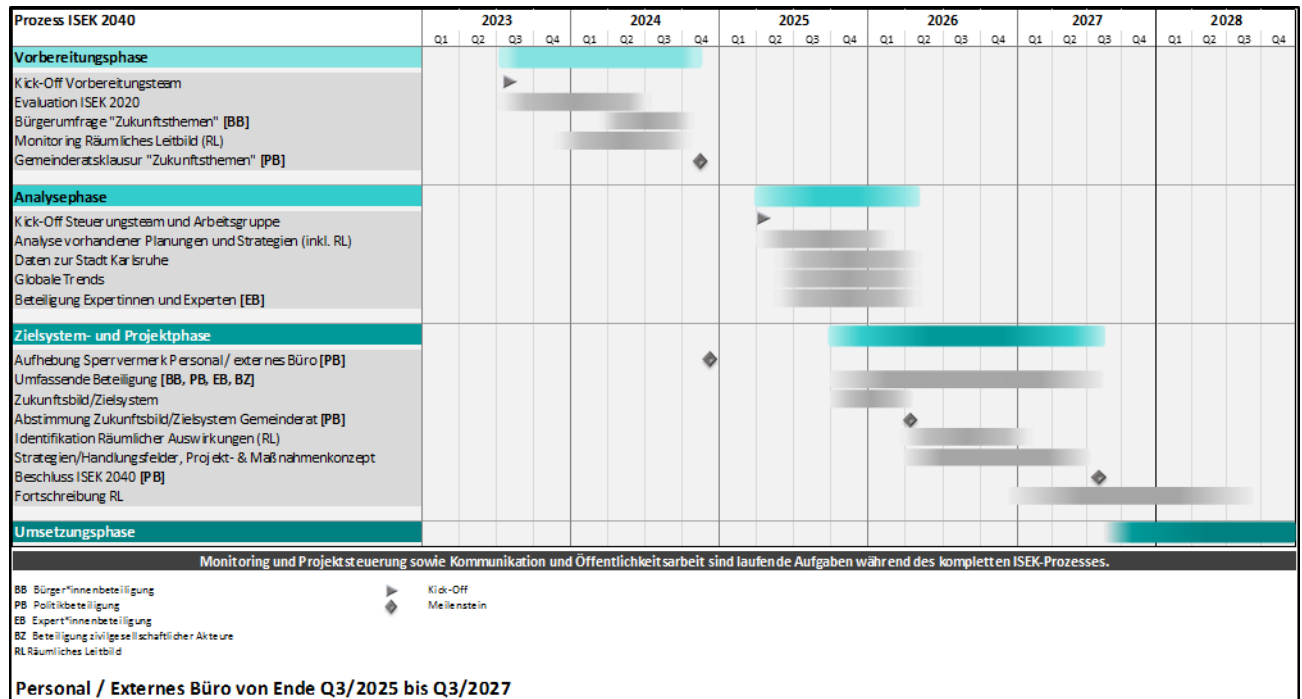 Prozess ISEK 2040 2023 2024 2025 2026 2027 2028
Q1 Q2 Q3 Q4 Q1 Q2 Q3 Q4 Q1 Q2 Q3 Q4 Q1 Q2 Q3 Q4 Q1 Q2 Q3 Q4 Q1 Q2 Q3 Q4
Vorbereitungsphase
Kick-Off Vorbereitungsteam
Evaluation ISEK 2020
Bürgerumfrage "Zukunftsthemen" [BB]
Monitoring Räumliches Leitbild (RL)
Gemeinderatsklausur "Zukunftsthemen" [PB]
Analysephase
Kick-Off Steuerungsteam und Arbeitsgruppe
Analyse vorhandener Planungen und Strategien (inkl. RL)
Daten zur Stadt Karlsruhe
Globale Trends
Beteiligung Expertinnen und Experten [EB]
Zielsystem- und Projektphase
Aufhebung Sperrvermerk Personal/ externes Büro [PB]
Umfassende Beteiligung [BB, PB, EB, BZ]
Zukunftsbild/Zielsystem
Abstimmung Zukunftsbild/Zielsystem Gemeinderat [PB]
Identifikation Räumlicher Auswirkungen (RL)
Strategien/Handlungsfelder, Projekt- & Maßnahmenkonzept
Beschluss ISEK 2040 [PB]
Fortschreibung RL
Umsetzungsphase
Monitoring und Projektsteuerung sowie Kommunikation und Öffentlichkeitsarbeit sind laufende Aufgaben während des kompletten ISEK-Prozesses.
BB Bürger*innenbeteiligung Kick-Off
PB Politikbeteiligung Meilenstein
EB Expert*innenbeteiligung
BZ Beteiligung zivilgesellschaftlicher Akteure
RL Räumliches Leitbild
Personal / Externes Büro von Ende Q3/2025 bis Q3/2027